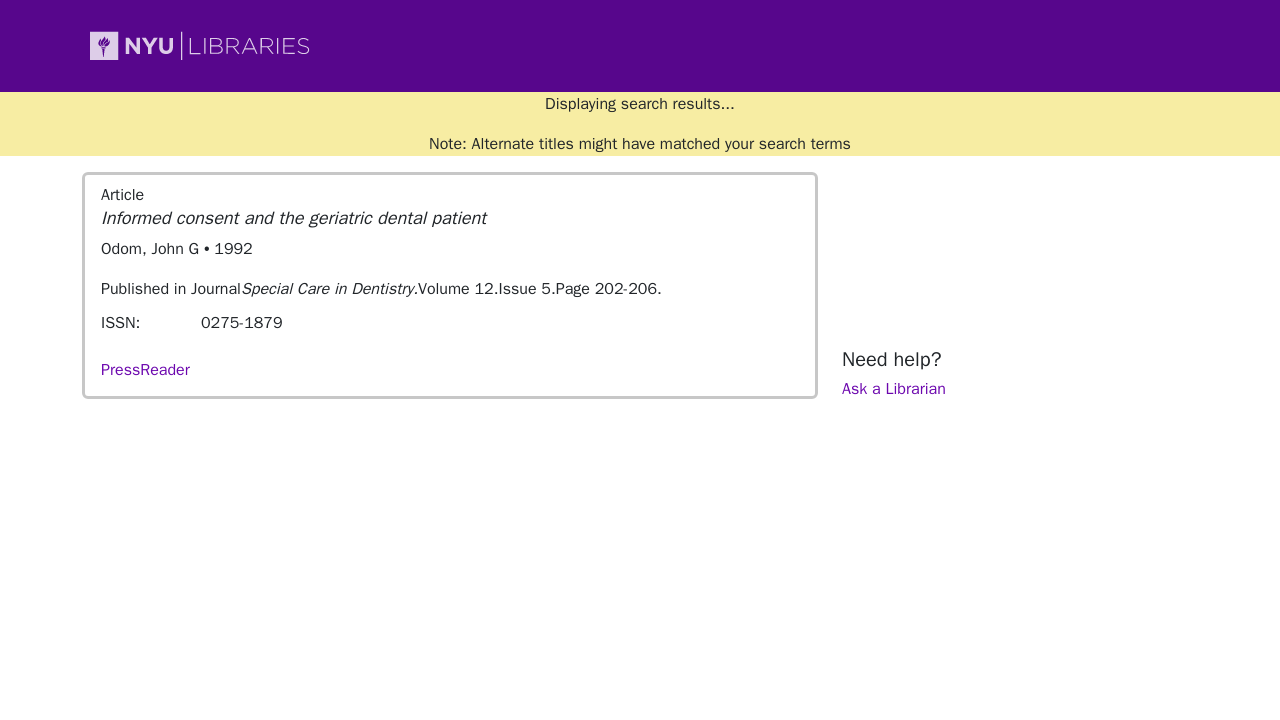 NYU LIBRARIES
Displaying search results...
Note: Alternate titles might have matched your search terms
Article
Informed consent and the geriatric dental patient
Odom, John G • 1992
Published in JournalSpecial Care in Dentistry.Volume 12.Issue 5.Page 202-206.
ISSN: 0275-1879
PressReader
Need help?
Ask a Librarian